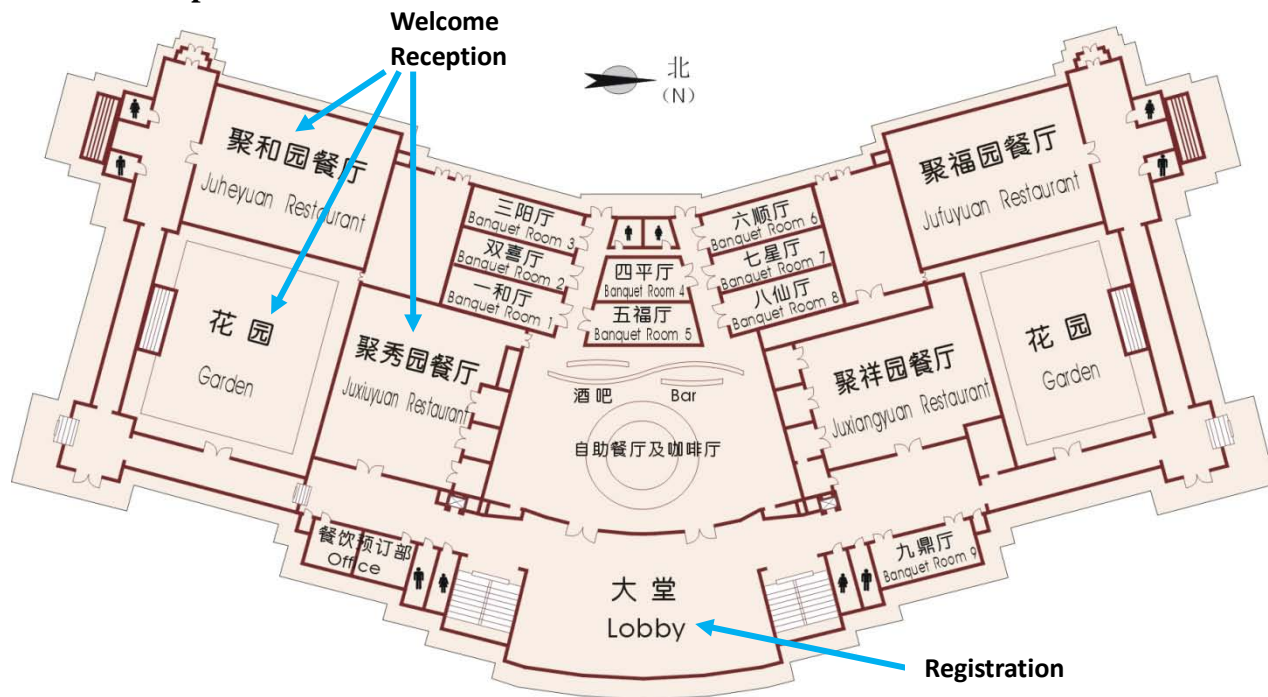 Welcome
Reception
北
(N)
聚和园餐厅
Juheyuan Restaurant
聚福园餐厅
Jufuyuan Restaurant
三阳厅
Banquet Room 3
双喜厅
Banquet Room 2
一和厅
Banquet Room 1
四平厅
Banquet Room 4
五福厅
Banquet Room 5
六顺厅
Banquet Room 6
七星厅
Banquet Room 7
八仙厅
Banquet Room 8
花园
Garden
聚秀园餐厅
Juxiuyuan Restaurant
酒吧 Bar
自助餐厅及咖啡厅
聚祥园餐厅
Juxiangyuan Restaurant
花园
Garden
餐饮预订部
Office
九鼎厅
Banquet Room 9
大堂
Lobby
Registration